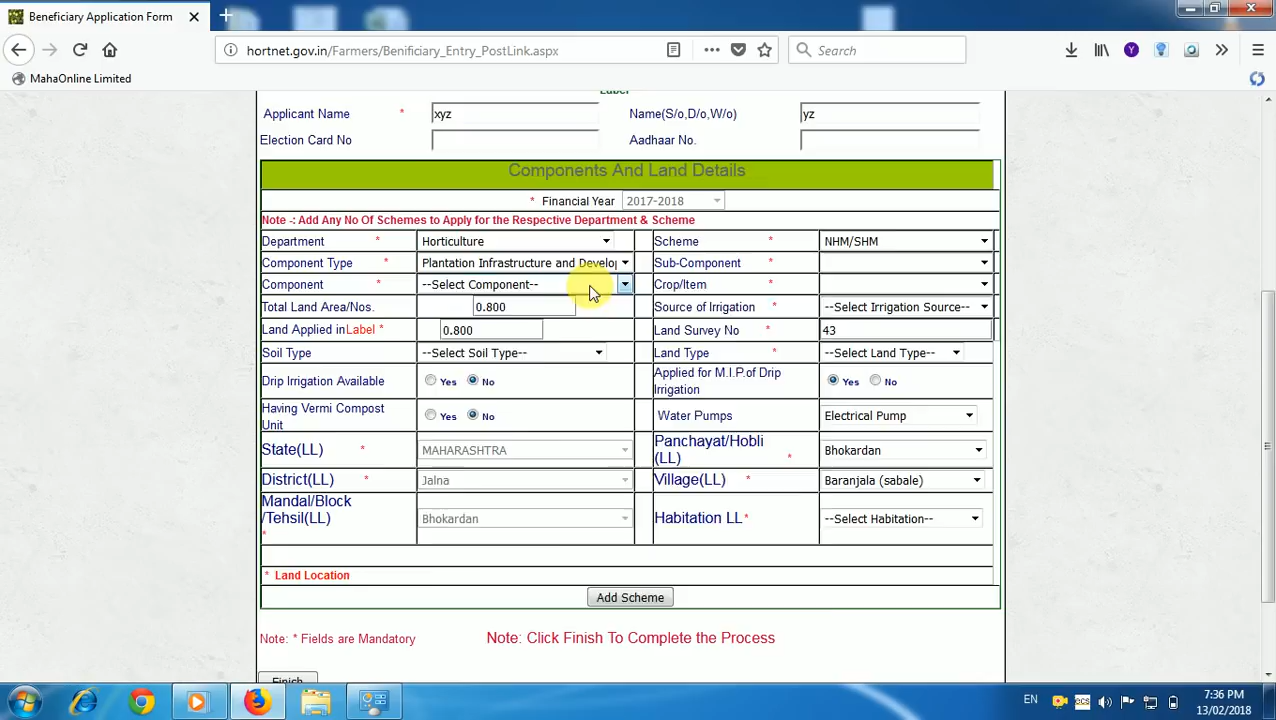 Beneficiary Application Form
hortnet.gov.in/Farmers/Benificiary_Entry_PostLink.aspx
Search
MahaOnline Limited
Label
Applicant Name * xyz Name(S/o,D/o,W/o) yz
Election Card No Aadhaar No.
Components And Land Details
* Financial Year 2017-2018
Note -: Add Any No Of Schemes to Apply for the Respective Department & Scheme
Department * Horticulture Scheme * NHM/SHM
Component Type * Plantation Infrastructure and Develop Sub-Component *
Component * --Select Component-- Crop/Item *
Total Land Area/Nos. 0.800 Source of Irrigation * --Select Irrigation Source--
Land Applied inLabel * 0.800 Land Survey No * 43
Soil Type --Select Soil Type-- Land Type * --Select Land Type--
Drip Irrigation Available Yes No Applied for M.I.P.of Drip Irrigation Yes No
Having Vermi Compost Unit Yes No Water Pumps Electrical Pump
State(LL) * MAHARASHTRA Panchayat/Hobli (LL) * Bhokardan
District(LL) * Jalna Village(LL) * Baranjala (sabale)
Mandal/Block /Tehsil(LL) * Bhokardan Habitation LL * --Select Habitation--
* Land Location
Add Scheme
Note: * Fields are Mandatory Note: Click Finish To Complete the Process
Finish
EN ecs 7:36 PM
13/02/2018